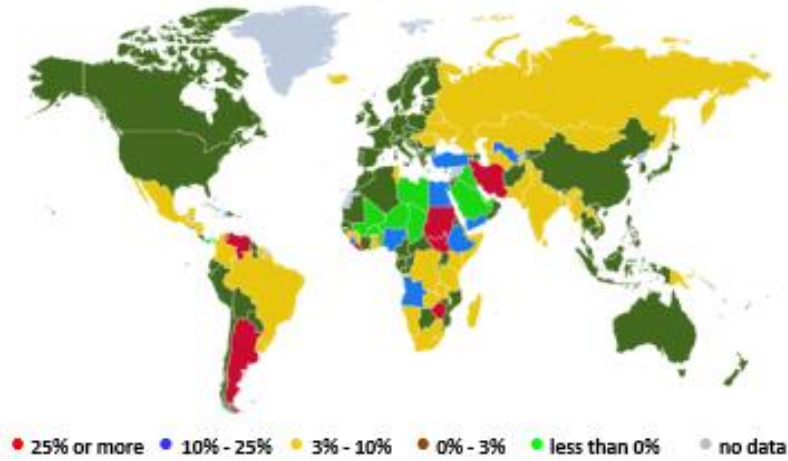 25% or more 10% - 25% 3% - 10% 0% - 3% less than 0% no data